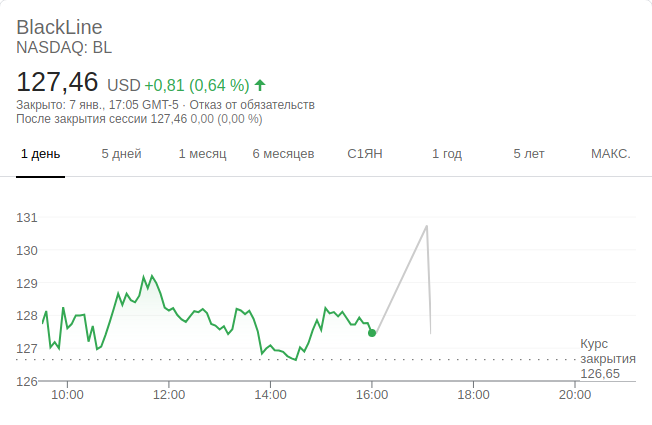 BlackLine
NASDAQ: BL
127,46 USD +0,81 (0,64 %)
Закрыто: 7 янв., 17:05 GMT-5 · Отказ от обязательств
После закрытия сессии 127,46 0,00 (0,00 %)
1 день 5 дней 1 месяц 6 месяцев С1ЯН 1 год 5 лет МАКС.
131
130
129
128
127
126
Курс
закрытия
126,65
10:00 12:00 14:00 16:00 18:00 20:00